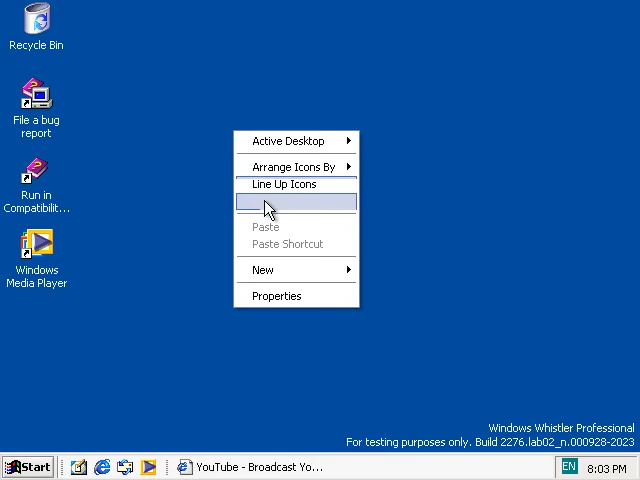 Recycle Bin
File a bug
report
Run in
Compatibilit...
Windows
Media Player
Active Desktop
Arrange Icons By
Line Up Icons
Paste
Paste Shortcut
New
Properties
Windows Whistler Professional
For testing purposes only. Build 2276.lab02_n.000928-2023
Start
YouTube - Broadcast Yo...
EN
8:03 PM